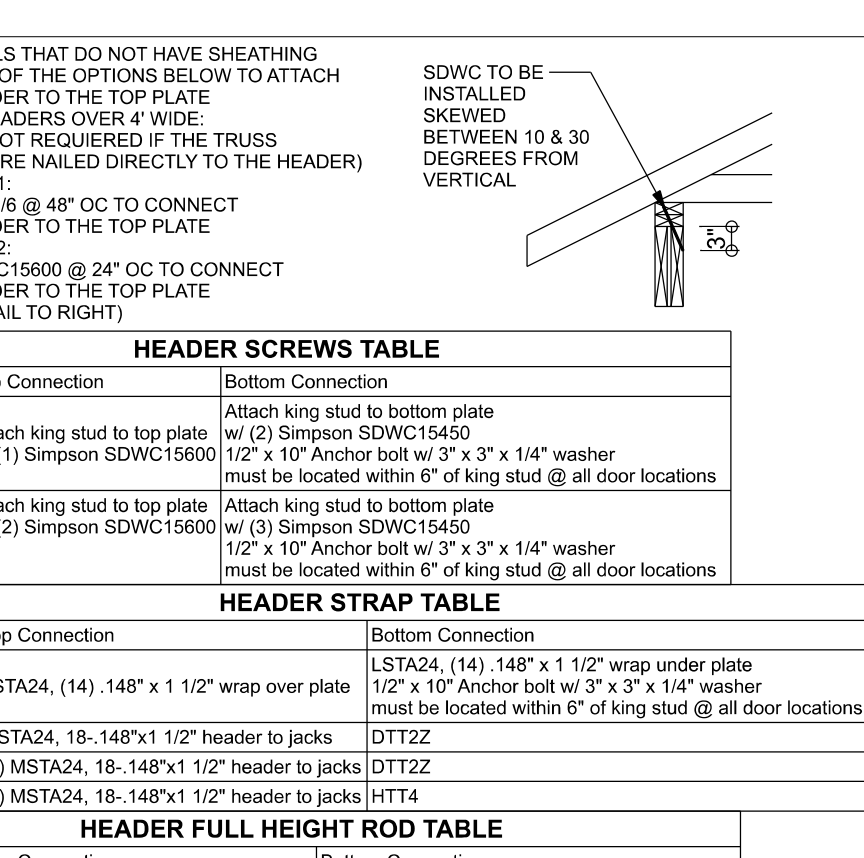 LS THAT DO NOT HAVE SHEATHING
OF THE OPTIONS BELOW TO ATTACH
DER TO THE TOP PLATE
ADERS OVER 4' WIDE:
OT REQUIERED IF THE TRUSS
RE NAILED DIRECTLY TO THE HEADER)
1:
/6 @ 48" OC TO CONNECT
DER TO THE TOP PLATE
2:
C15600 @ 24" OC TO CONNECT
DER TO THE TOP PLATE
AIL TO RIGHT)
SDWC TO BE
INSTALLED
SKEWED
BETWEEN 10 & 30
DEGREES FROM
VERTICAL
3"
HEADER SCREWS TABLE
p Connection
Bottom Connection
ach king stud to top plate
(1) Simpson SDWC15600
Attach king stud to bottom plate
w/ (2) Simpson SDWC15450
1/2" x 10" Anchor bolt w/ 3" x 3" x 1/4" washer
must be located within 6" of king stud @ all door locations
ach king stud to top plate
(2) Simpson SDWC15600
Attach king stud to bottom plate
w/ (3) Simpson SDWC15450
1/2" x 10" Anchor bolt w/ 3" x 3" x 1/4" washer
must be located within 6" of king stud @ all door locations
HEADER STRAP TABLE
op Connection
Bottom Connection
STA24, (14) .148" x 1 1/2" wrap over plate
LSTA24, (14) .148" x 1 1/2" wrap under plate
1/2" x 10" Anchor bolt w/ 3" x 3" x 1/4" washer
must be located within 6" of king stud @ all door locations
STA24, 18-.148"x1 1/2" header to jacks
DTT2Z
) MSTA24, 18-.148"x1 1/2" header to jacks
DTT2Z
) MSTA24, 18-.148"x1 1/2" header to jacks
HTT4
HEADER FULL HEIGHT ROD TABLE